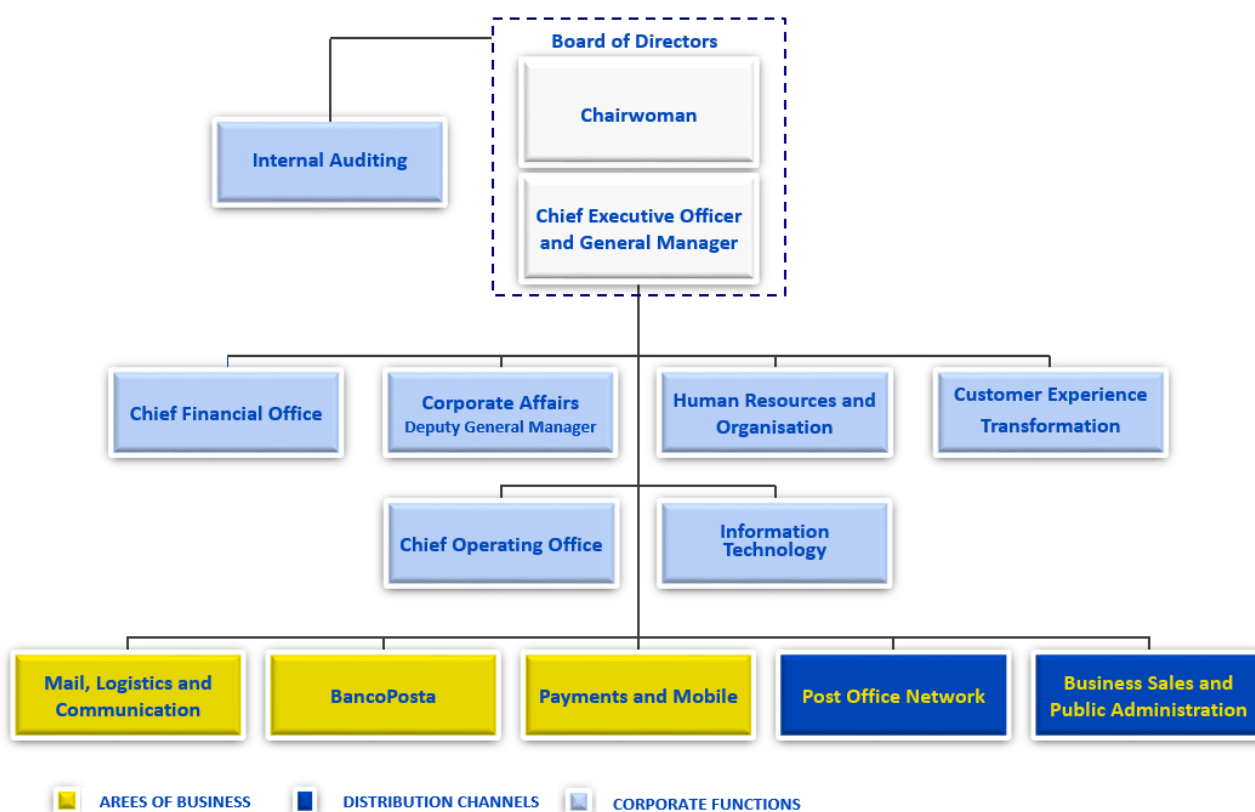 Board of Directors
Chairwoman
Internal Auditing
Chief Executive Officer
and General Manager
Chief Financial Office
Corporate Affairs
Deputy General Manager
Human Resources and
Organisation
Customer Experience
Transformation
Chief Operating Office
Information
Technology
Mail, Logistics and
Communication
BancoPosta
Payments and Mobile
Post Office Network
Business Sales and
Public Administration
AREES OF BUSINESS
DISTRIBUTION CHANNELS
CORPORATE FUNCTIONS